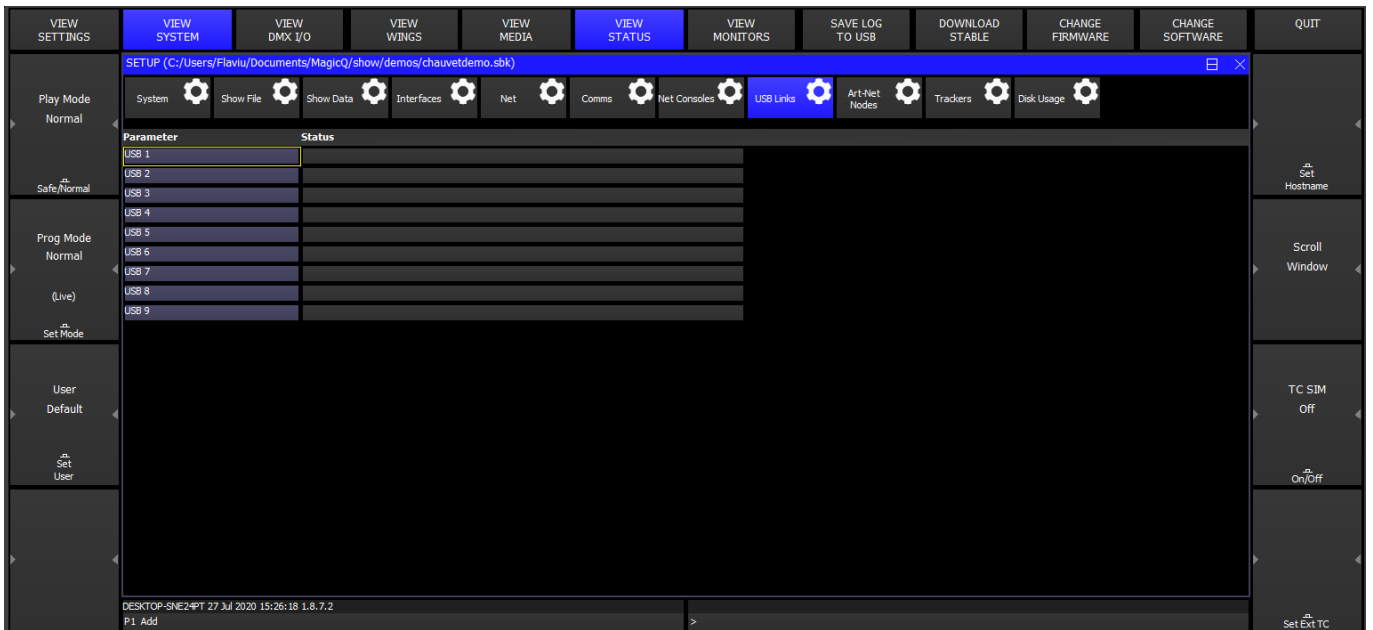 VIEW
SETTINGS
VIEW
SYSTEM
VIEW
DMX I/O
VIEW
WINGS
VIEW
MEDIA
VIEW
STATUS
VIEW
MONITORS
SAVE LOG
TO USB
DOWNLOAD
STABLE
CHANGE
FIRMWARE
CHANGE
SOFTWARE
QUIT
SETUP (C:/Users/Flaviu/Documents/MagicQ/show/demos/chauvetdemo.sbk)
System
Show File
Show Data
Interfaces
Net
Comms
Net Consoles
USB Links
Art-Net
Nodes
Trackers
Disk Usage
Parameter Status
USB 1
USB 2
USB 3
USB 4
USB 5
USB 6
USB 7
USB 8
USB 9
Play Mode
Normal
Safe/Normal
Prog Mode
Normal
(Live)
Set Mode
User
Default
Set
User
Set
Hostname
Scroll
Window
TC SIM
Off
On/Off
Set Ext TC
DESKTOP-SNE24PT 27 Jul 2020 15:26:18 1.8.7.2
P1 Add
>